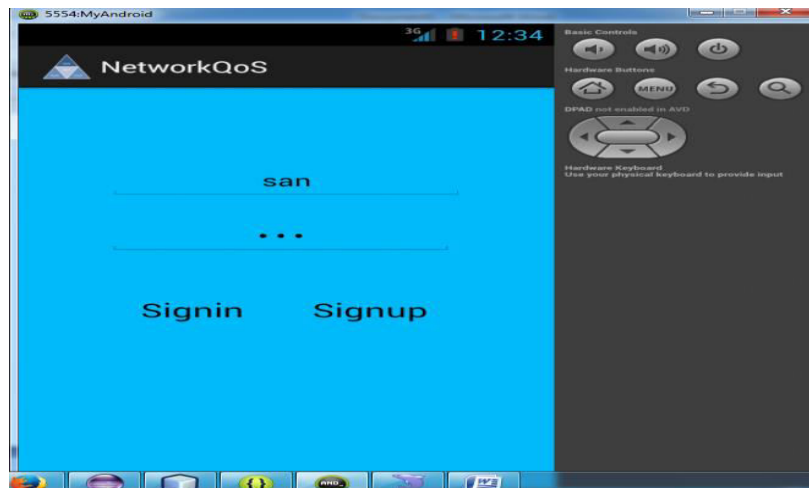 5554:MyAndroid
3G 12:34
NetworkQoS
san
Signin Signup
Basic Controls
Hardware Buttons
MENU
DPAD not enabled in AVD
Hardware Keyboard
Use your physical keyboard to provide input